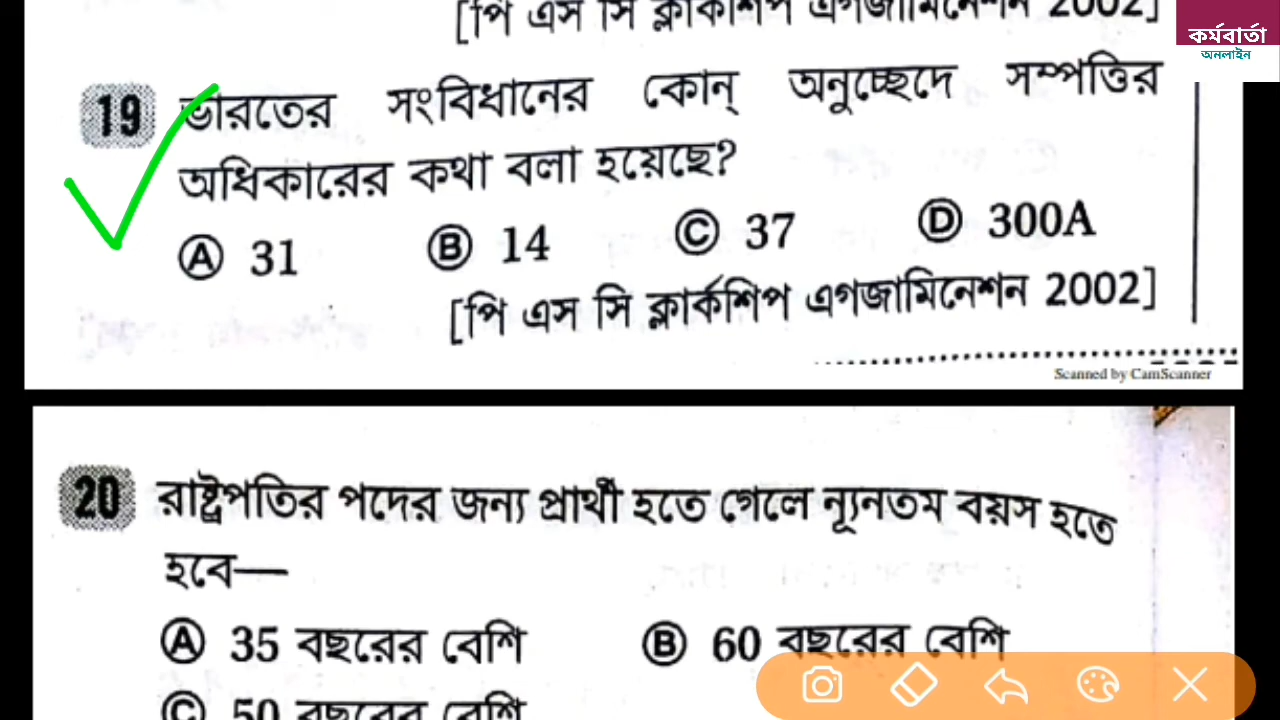 [পি এস সি ক্লার্কশিপ এগজামিনেশন 2002]
কর্মবার্তা
অনলাইন
19 ভারতের সংবিধানের কোন্ অনুচ্ছেদে সম্পত্তির
অধিকারের কথা বলা হয়েছে?
Ⓐ 31 Ⓑ 14 Ⓒ 37 Ⓓ 300A
[পি এস সি ক্লার্কশিপ এগজামিনেশন 2002]
Scanned by CamScanner
20 রাষ্ট্রপতির পদের জন্য প্রার্থী হতে গেলে ন্যূনতম বয়স হতে
হবে—
Ⓐ 35 বছরের বেশি Ⓑ 60 বছরের বেশি
Ⓒ 50 বছরের বেশি